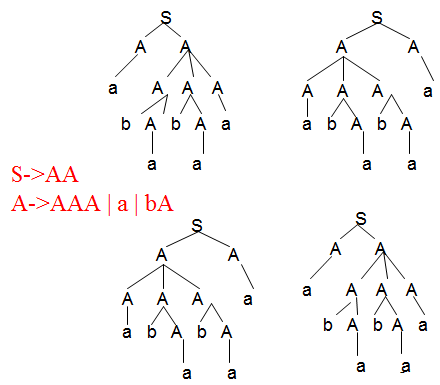 S S
A A A A
a A A A A A A a
b A b A a a b A b A
a a a a
S->AA
A->AAA | a | bA
S S
A A A A
A A A a a A A A
a b A b A b A b A a
a a a a